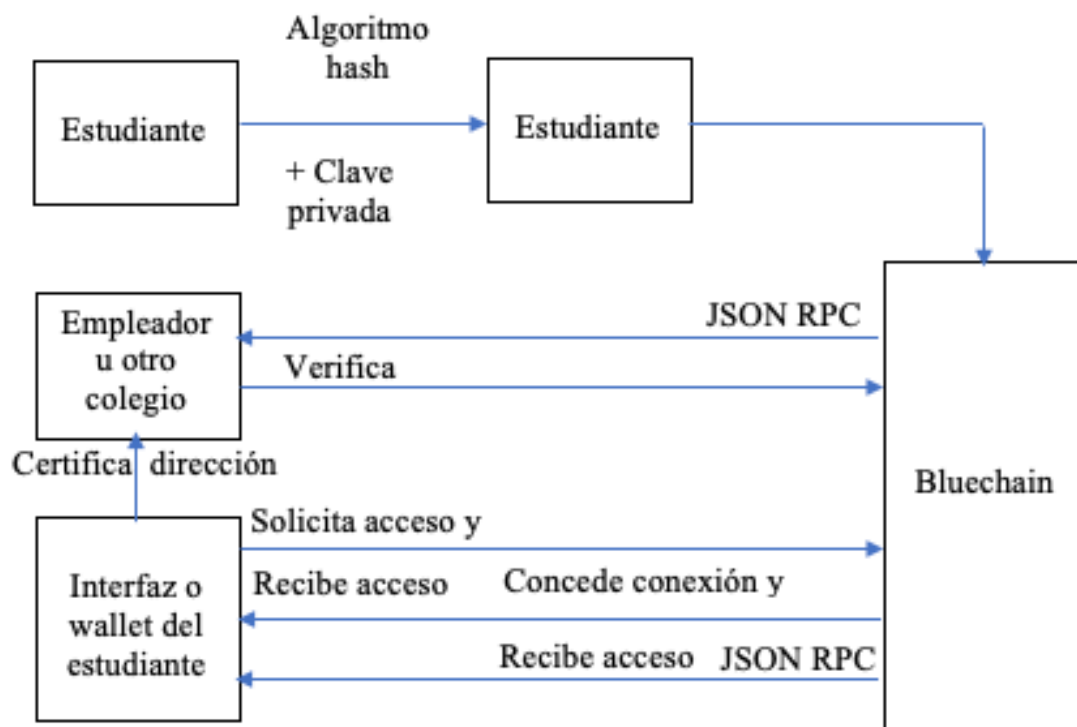 Algoritmo
hash
Estudiante
Estudiante
+ Clave
privada
JSON RPC
Empleador
u otro
colegio
Verifica
Certifica dirección
Bluechain
Solicita acceso y
Interfaz o
wallet del
estudiante
Recibe acceso
Concede conexión y
Recibe acceso
JSON RPC